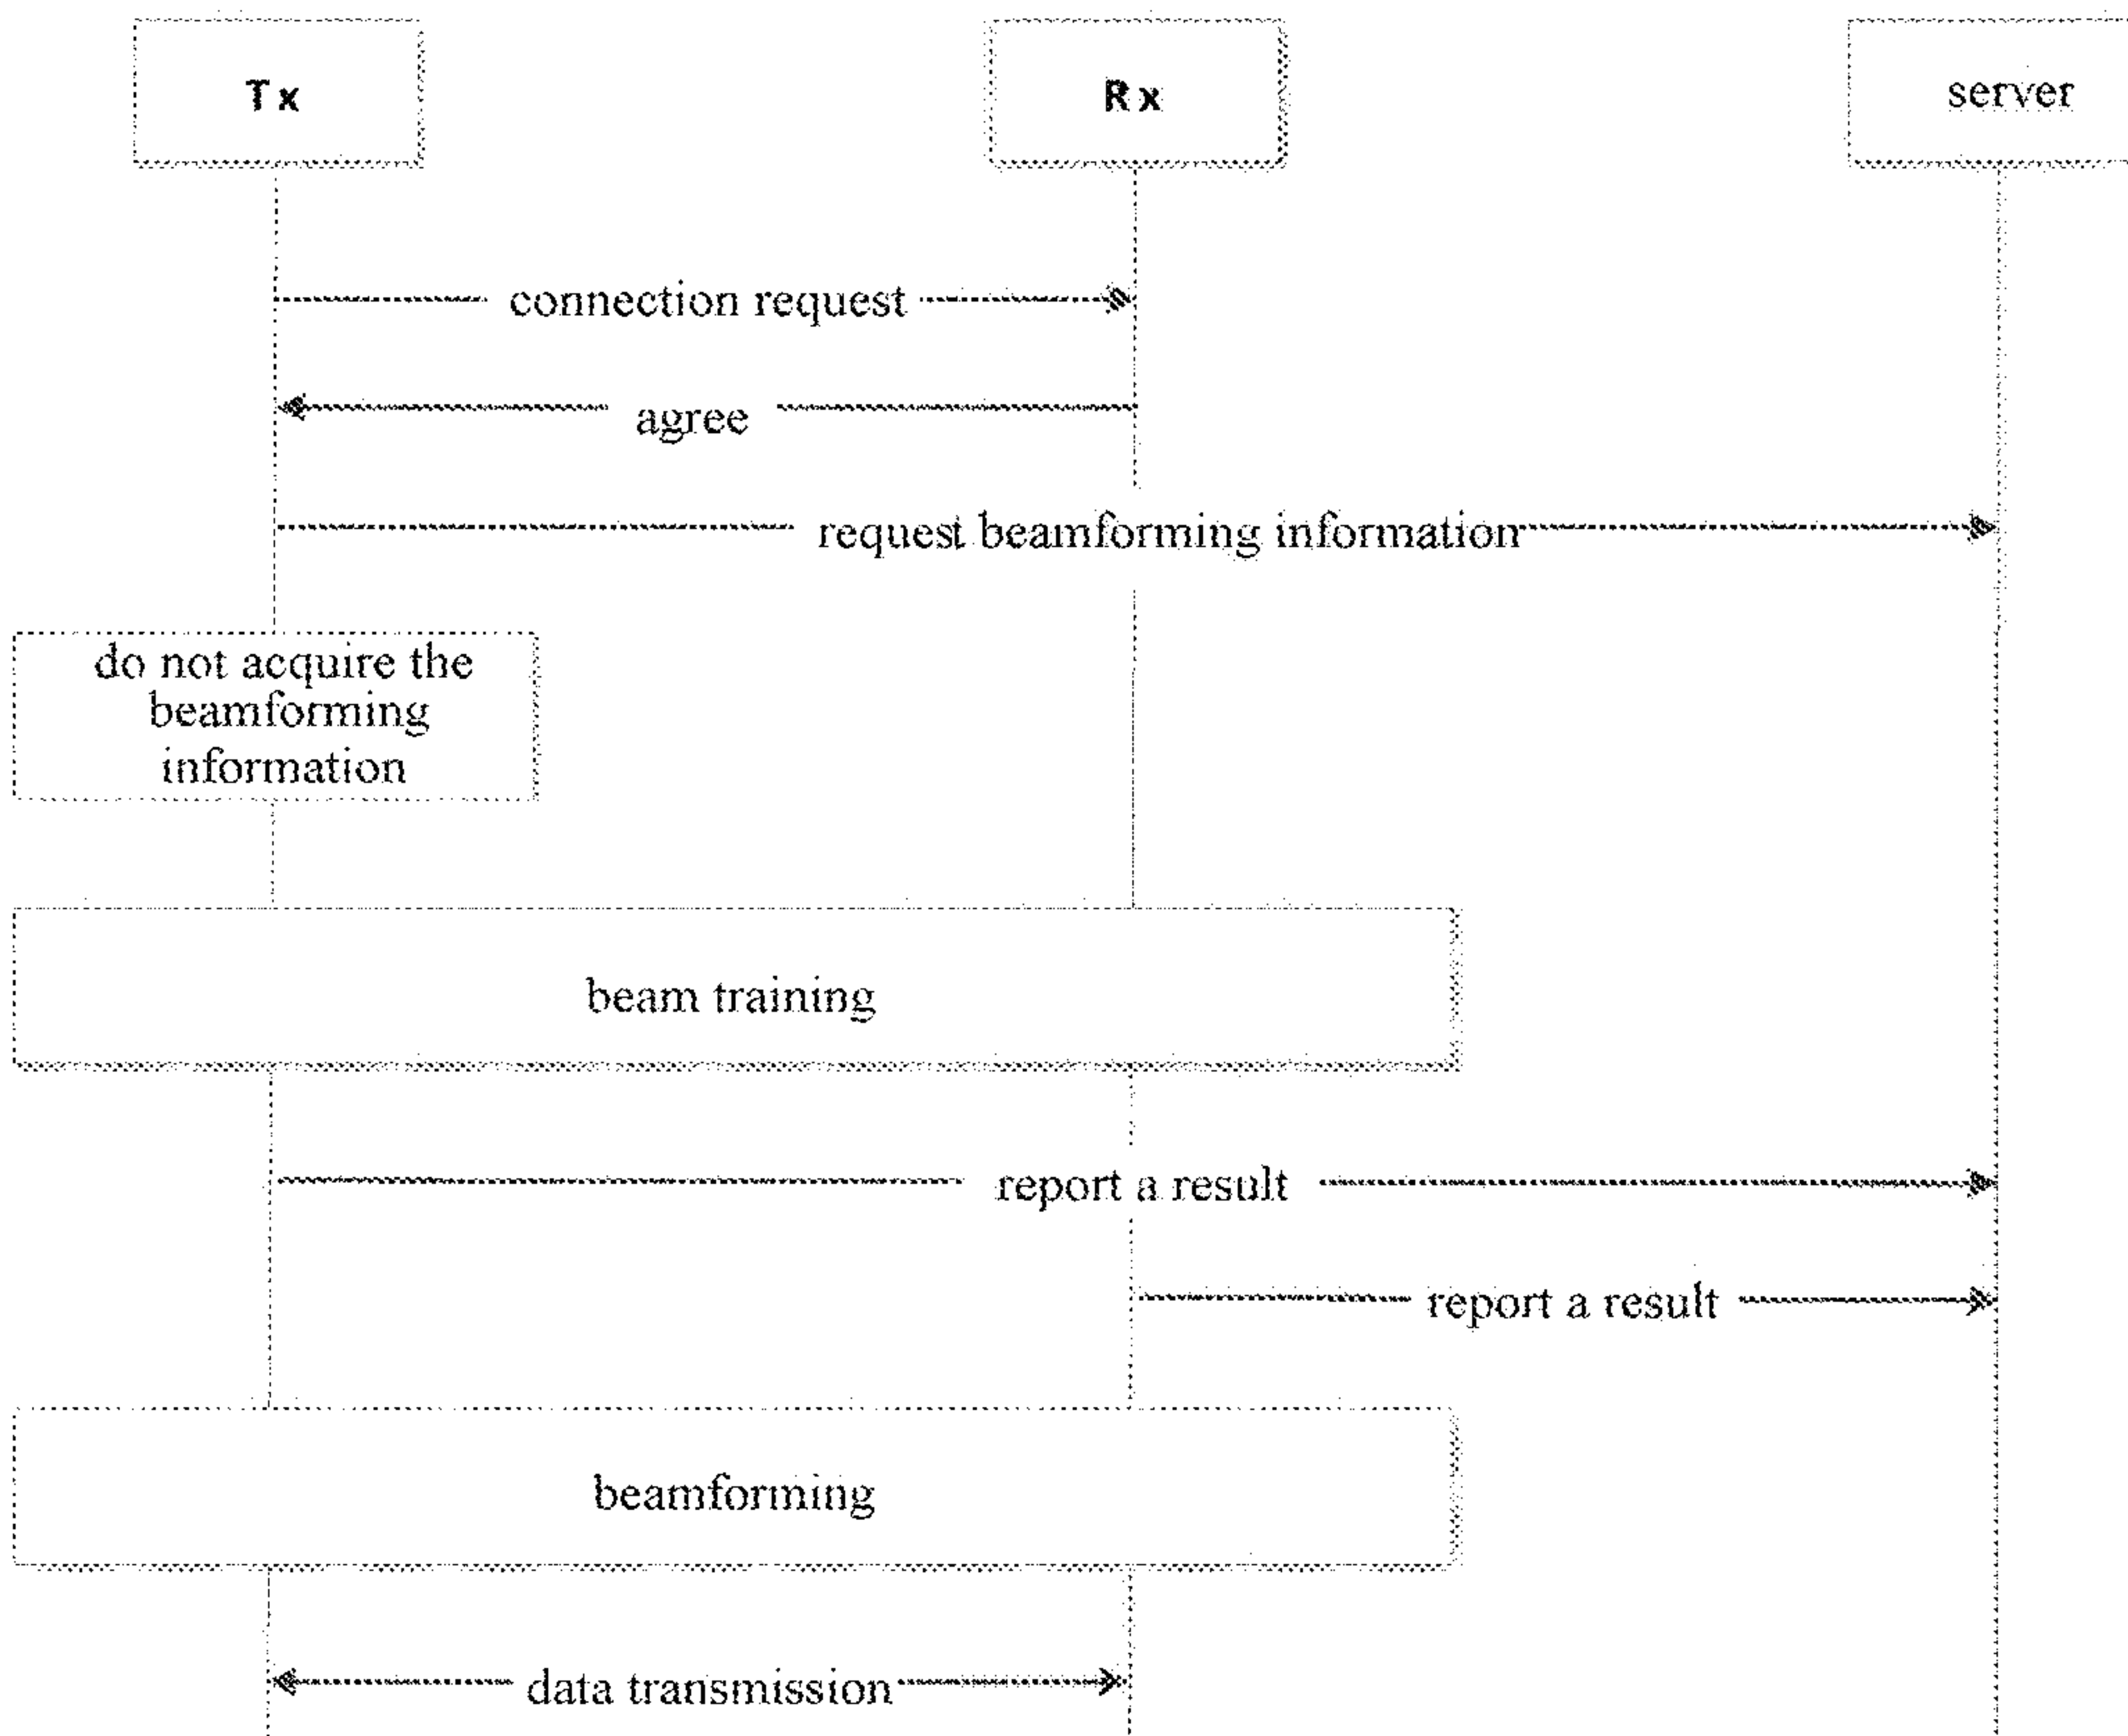 Tx
Rx
server
connection request
agree
request beamforming information
do not acquire the
beamforming
information
beam training
report a result
report a result
beamforming
data transmission